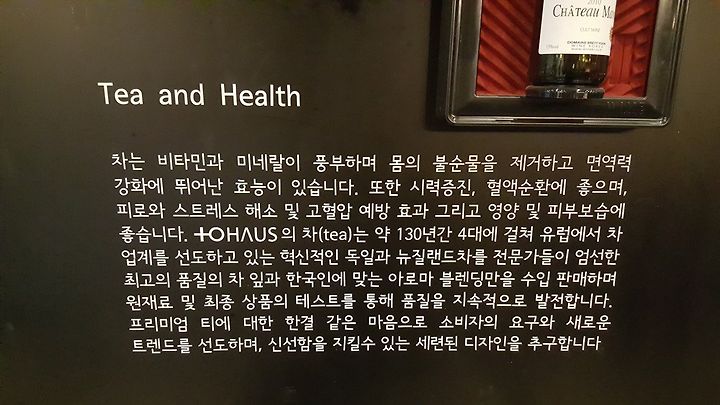 2010
CHÂTEAU
Tea and Health
차는 비타민과 미네랄이 풍부하며 몸의 불순물을 제거하고 면역력
강화에 뛰어난 효능이 있습니다. 또한 시력증진, 혈액순환에 좋으며,
피로와 스트레스 해소 및 고혈압 예방 효과 그리고 영양 및 피부보습에
좋습니다. TOHAUS의 차(tea)는 약 130년간 4대에 걸쳐 유럽에서 차
업계를 선도하고 있는 혁신적인 독일과 뉴질랜드차를 전문가들이 엄선한
최고의 품질의 차 잎과 한국인에 맞는 아로마 블렌딩만을 수입 판매하며
원재료 및 최종 상품의 테스트를 통해 품질을 지속적으로 발전합니다.
프리미엄 티에 대한 한결 같은 마음으로 소비자의 요구와 새로운
트렌드를 선도하며, 신선함을 지킬수 있는 세련된 디자인을 추구합니다